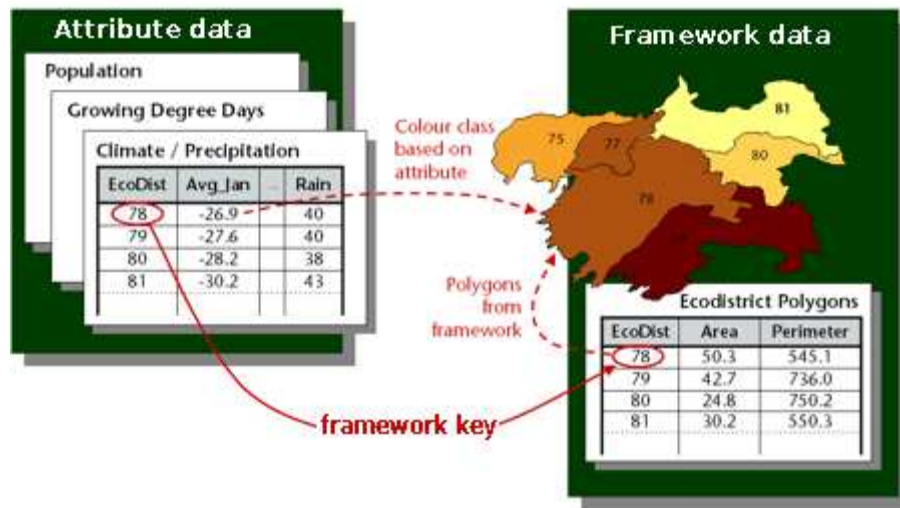 Attribute data
Population
Growing Degree Days
Climate / Precipitation
EcoDist Avg_Jan .. Rain
78 -26.9 40
79 -27.6 40
80 -28.2 38
81 -30.2 43
Colour class
based on
attribute
Polygons
from
framework
framework key
Framework data
81
75
77
80
78
Ecodistrict Polygons
EcoDist Area Perimeter
78 50.3 545.1
79 42.7 736.0
80 24.8 750.2
81 30.2 550.3